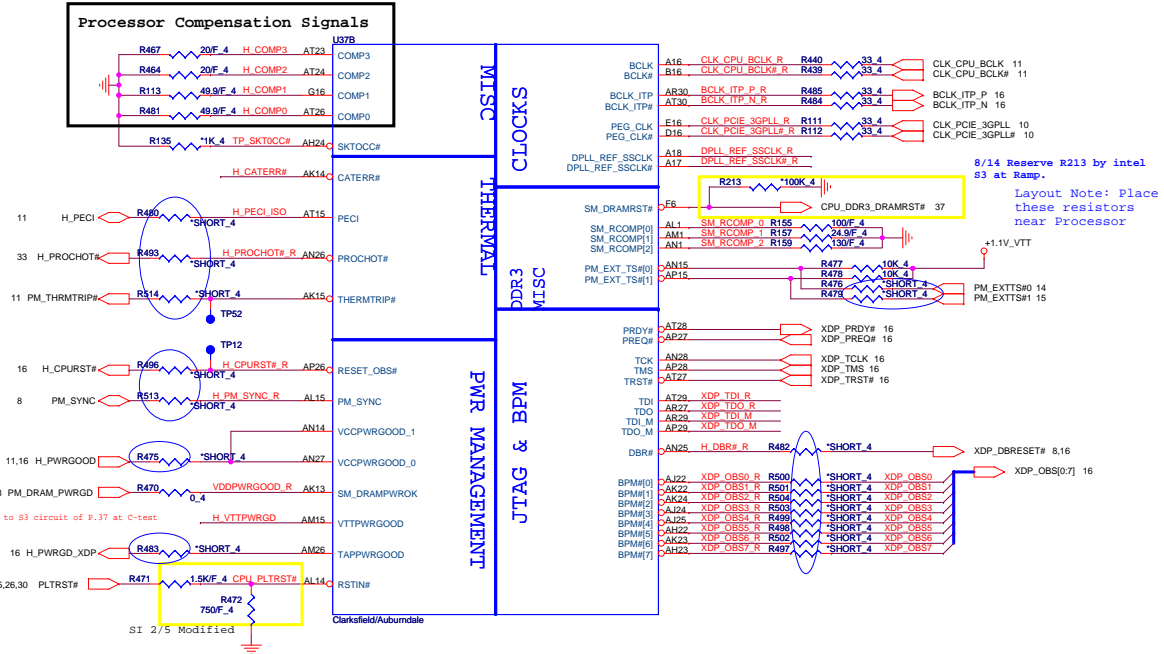 Processor Compensation Signals
U37B
R467 20/F_4 H_COMP3 AT23 COMP3
R464 20/F_4 H_COMP2 AT24 COMP2
R113 49.9/F_4 H_COMP1 G16 COMP1
R481 49.9/F_4 H_COMP0 AT26 COMP0
R135 *1K_4 TP_SKTOCC# AH24 SKTOCC#
H_CATERR# AK14 CATERR#
11 H_PECI R480 *SHORT_4 H_PECI_ISO AT15 PECI
33 H_PROCHOT# R493 *SHORT_4 H_PROCHOT#_R AN26 PROCHOT#
11 PM_THRMTRIP# R514 *SHORT_4 AK15 THERMTRIP#
TP52
TP12
16 H_CPURST# R496 *SHORT_4 H_CPURST#_R AP26 RESET_OBS#
8 PM_SYNC R513 *SHORT_4 H_PM_SYNC_R AL15 PM_SYNC
AN14 VCCPWRGOOD_1
11,16 H_PWRGOOD R475 *SHORT_4 AN27 VCCPWRGOOD_0
PM_DRAM_PWRGD R470 0_4 VDDPWRGOOD_R AK13 SM_DRAMPWROK
to S3 circuit of P.37 at C-test
H_VTTPWRGD AM15 VTTPWRGOOD
16 H_PWRGD_XDP R483 *SHORT_4 AM26 TAPPWRGOOD
,26,30 PLTRST# R471 1.5K/F_4 CPU_PLTRST# AL14 RSTIN#
R472
750/F_4
SI 2/5 Modified
Clarksfield/Auburndale
MISC
THERMAL
PWR MANAGEMENT
CLOCKS
DDR3
MISC
JTAG & BPM
BCLK A16 CLK_CPU_BCLK_R R440 33_4 CLK_CPU_BCLK 11
BCLK# B16 CLK_CPU_BCLK#_R R439 33_4 CLK_CPU_BCLK# 11
BCLK_ITP AR30 BCLK_ITP_P_R R485 33_4 BCLK_ITP_P 16
BCLK_ITP# AT30 BCLK_ITP_N_R R484 33_4 BCLK_ITP_N 16
PEG_CLK E16 CLK_PCIE_3GPLL_R R111 33_4 CLK_PCIE_3GPLL 10
PEG_CLK# D16 CLK_PCIE_3GPLL#_R R112 33_4 CLK_PCIE_3GPLL# 10
DPLL_REF_SSCLK A18 DPLL_REF_SSCLK_R
DPLL_REF_SSCLK# A17 DPLL_REF_SSCLK#_R
8/14 Reserve R213 by intel
S3 at Ramp.
R213 *100K_4
SM_DRAMRST# F6 CPU_DDR3_DRAMRST# 37
Layout Note: Place
these resistors
near Processor
SM_RCOMP[0] AL1 SM_RCOMP_0 R155 100/F_4
SM_RCOMP[1] AM1 SM_RCOMP_1 R157 24.9/F_4
SM_RCOMP[2] AN1 SM_RCOMP_2 R159 130/F_4
+1.1V_VTT
PM_EXT_TS#[0] AN15 R477 10K_4
PM_EXT_TS#[1] AP15 R478 10K_4
R476 *SHORT_4 PM_EXTTS#0 14
R479 *SHORT_4 PM_EXTTS#1 15
PRDY# AT28 XDP_PRDY# 16
PREQ# AP27 XDP_PREQ# 16
TCK AN28 XDP_TCLK 16
TMS AP28 XDP_TMS 16
TRST# AT27 XDP_TRST# 16
TDI AT29 XDP_TDI_R
TDO AR27 XDP_TDO_R
TDI_M AR29 XDP_TDI_M
TDO_M AP29 XDP_TDO_M
DBR# AN25 H_DBR#_R R482 *SHORT_4 XDP_DBRESET# 8,16
XDP_OBS[0:7] 16
BPM#[0] AJ22 XDP_OBS0_R R500 *SHORT_4 XDP_OBS0
BPM#[1] AK22 XDP_OBS1_R R501 *SHORT_4 XDP_OBS1
BPM#[2] AK24 XDP_OBS2_R R504 *SHORT_4 XDP_OBS2
BPM#[3] AJ24 XDP_OBS3_R R503 *SHORT_4 XDP_OBS3
BPM#[4] AJ25 XDP_OBS4_R R499 *SHORT_4 XDP_OBS4
BPM#[5] AH22 XDP_OBS5_R R498 *SHORT_4 XDP_OBS5
BPM#[6] AK23 XDP_OBS6_R R502 *SHORT_4 XDP_OBS6
BPM#[7] AH23 XDP_OBS7_R R497 *SHORT_4 XDP_OBS7